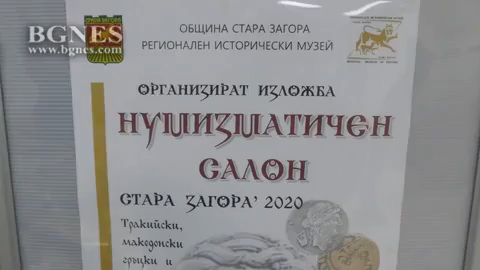 BGNES
www.bgnes.com
ОБЩИНА СТАРА ЗАГОРА
РЕГИОНАЛЕН ИСТОРИЧЕСКИ МУЗЕЙ
ОРГАНИЗИРАТ ИЗЛОЖБА
НУМИЗМАТИЧЕН
САЛОН
СТАРА ЗАГОРА' 2020
Тракийски,
македонски
гръцки и